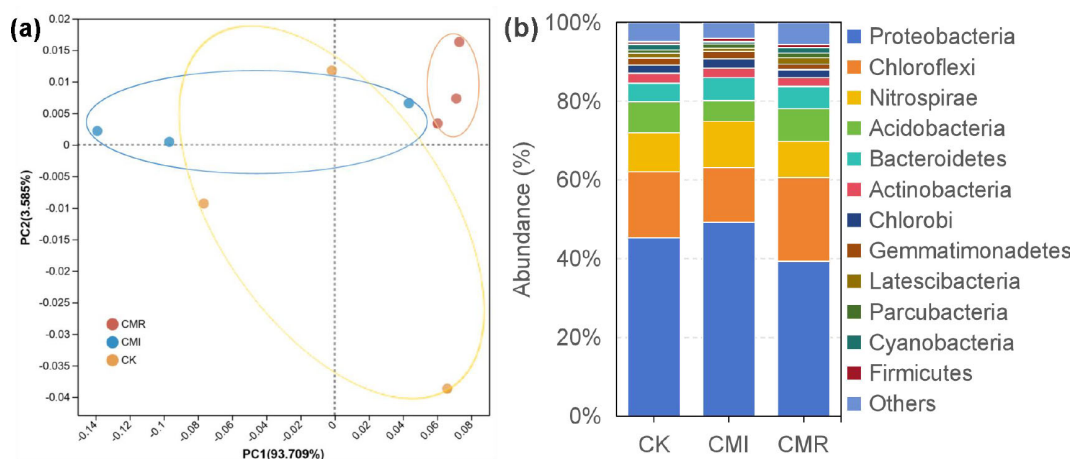 (a)
0.02
0.015
0.01
0.005
0
-0.005
-0.01
-0.015
-0.02
-0.025
-0.03
-0.035
-0.04
PC2(3.585%)
CMR
CMI
CK
-0.14
-0.12
-0.1
-0.08
-0.06
-0.04
-0.02
0
0.02
0.04
0.06
0.08
PC1(93.709%)
(b)
100%
80%
60%
40%
20%
0%
Abundance (%)
CK
CMI
CMR
Proteobacteria
Chloroflexi
Nitrospirae
Acidobacteria
Bacteroidetes
Actinobacteria
Chlorobi
Gemmatimonadetes
Latescibacteria
Parcubacteria
Cyanobacteria
Firmicutes
Others